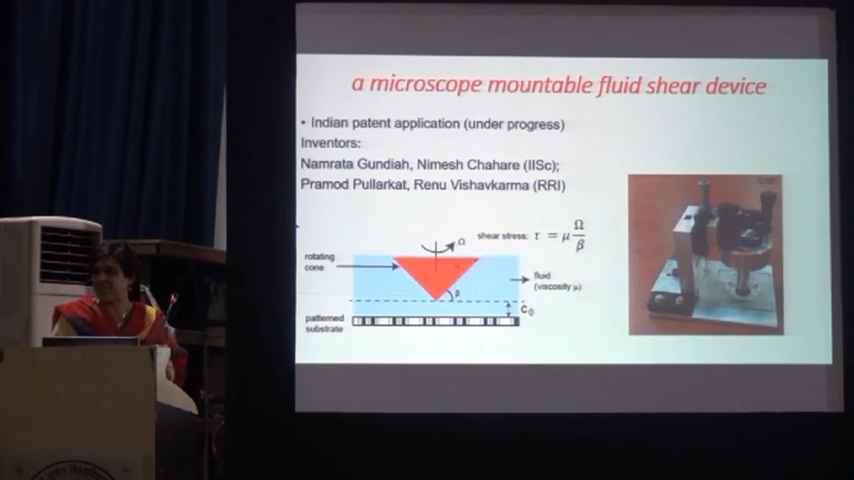 a microscope mountable fluid shear device
• Indian patent application (under progress)
Inventors:
Namrata Gundiah, Nimesh Chahare (IISc);
Pramod Pullarkat, Renu Vishavkarma (RRI)
shear stress: τ = μ Ω/β
Ω
rotating
cone
fluid
(viscosity μ)
β
C₀
patterned
substrate